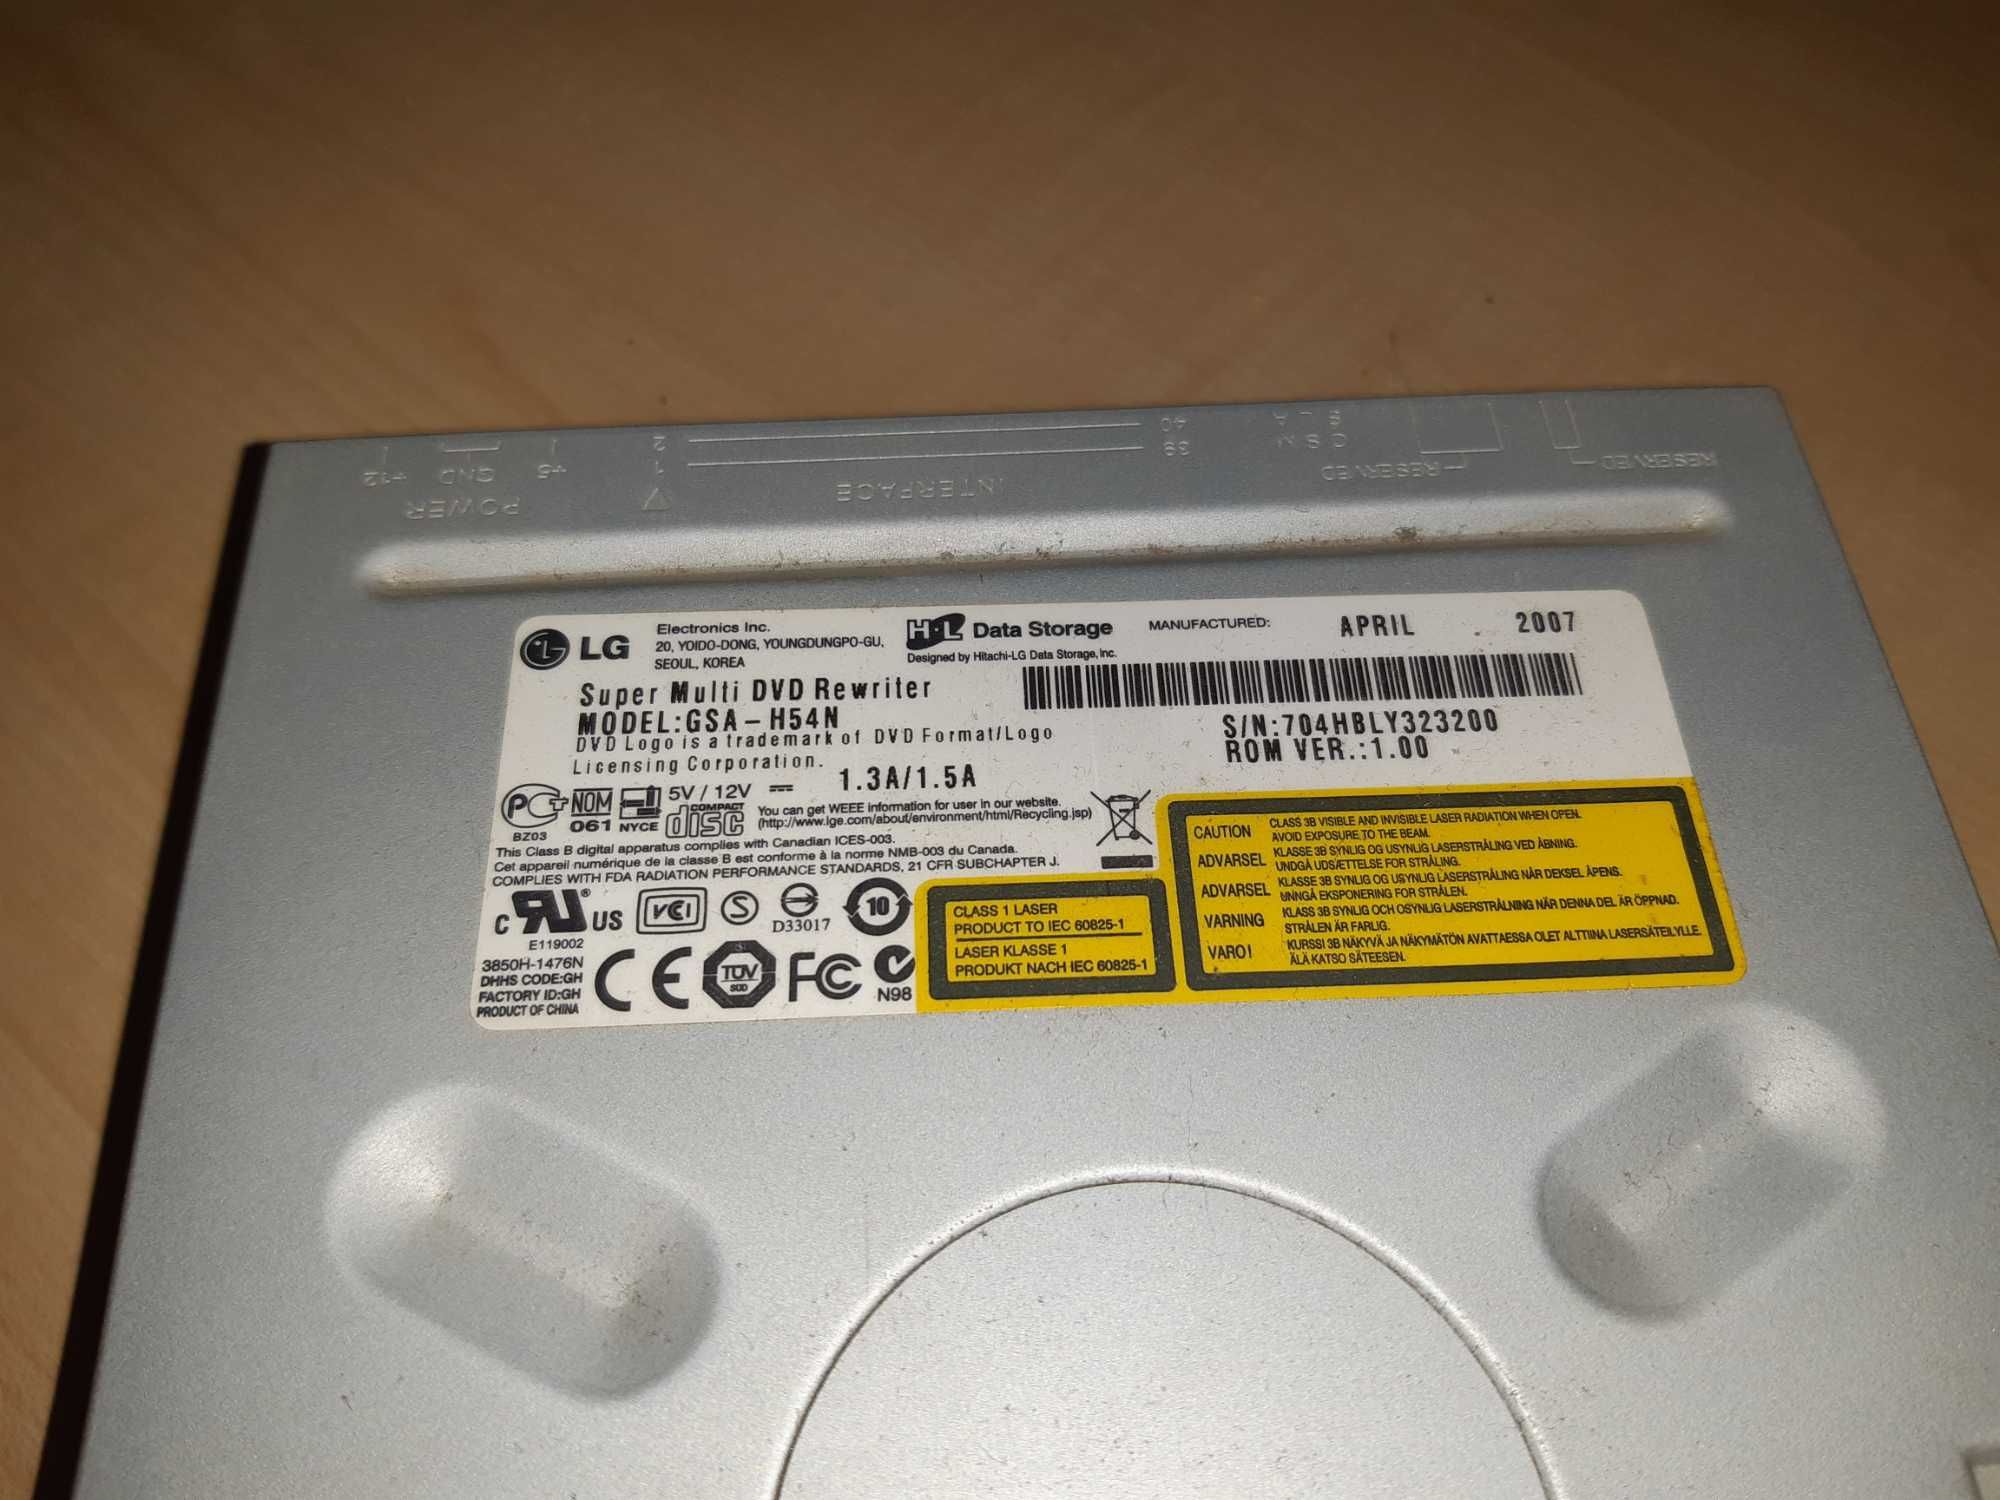 +12 GND +5
POWER
2
1
40
39
INTERFACE
RESERVED
RESERVED
LG
Electronics Inc.
20, YOIDO-DONG, YOUNGDUNGPO-GU,
SEOUL, KOREA
H·L Data Storage
Designed by Hitachi-LG Data Storage, Inc.
MANUFACTURED: APRIL 2007
Super Multi DVD Rewriter
MODEL:GSA-H54N
DVD Logo is a trademark of DVD Format/Logo
Licensing Corporation.
S/N:704HBLY323200
ROM VER.:1.00
5V / 12V 1.3A/1.5A
PCT
BZ03
NOM
061
NYCE
COMPACT
disc
You can get WEEE information for user in our website.
(http://www.lge.com/about/environment/html/Recycling.jsp)
This Class B digital apparatus complies with Canadian ICES-003.
Cet appareil numérique de la classe B est conforme à la norme NMB-003 du Canada.
COMPLIES WITH FDA RADIATION PERFORMANCE STANDARDS, 21 CFR SUBCHAPTER J.
C RU ® US
E119002
VCI
S
D33017
10
3850H-1476N
DHHS CODE:GH
FACTORY ID:GH
PRODUCT OF CHINA
CE
TÜV
SÜD
FC
N98
CLASS 1 LASER
PRODUCT TO IEC 60825-1
LASER KLASSE 1
PRODUKT NACH IEC 60825-1
CAUTION CLASS 3B VISIBLE AND INVISIBLE LASER RADIATION WHEN OPEN.
AVOID EXPOSURE TO THE BEAM.
ADVARSEL KLASSE 3B SYNLIG OG USYNLIG LASERSTRÅLING VED ÅBNING.
UNDGÅ UDSÆTTELSE FOR STRÅLING.
ADVARSEL KLASSE 3B SYNLIG OG USYNLIG LASERSTRÅLING NÅR DEKSEL ÅPENS.
UNNGÅ EKSPONERING FOR STRÅLEN.
VARNING KLASS 3B SYNLIG OCH OSYNLIG LASERSTRÅLNING NÄR DENNA DEL ÄR ÖPPNAD.
STRÅLEN ÄR FARLIG.
VARO! KURSSI 3B NÄKYVÄ JA NÄKYMÄTÖN AVATTAESSA OLET ALTTIINA LASERSÄTEILYLLE.
ÄLÄ KATSO SÄTEESEN.